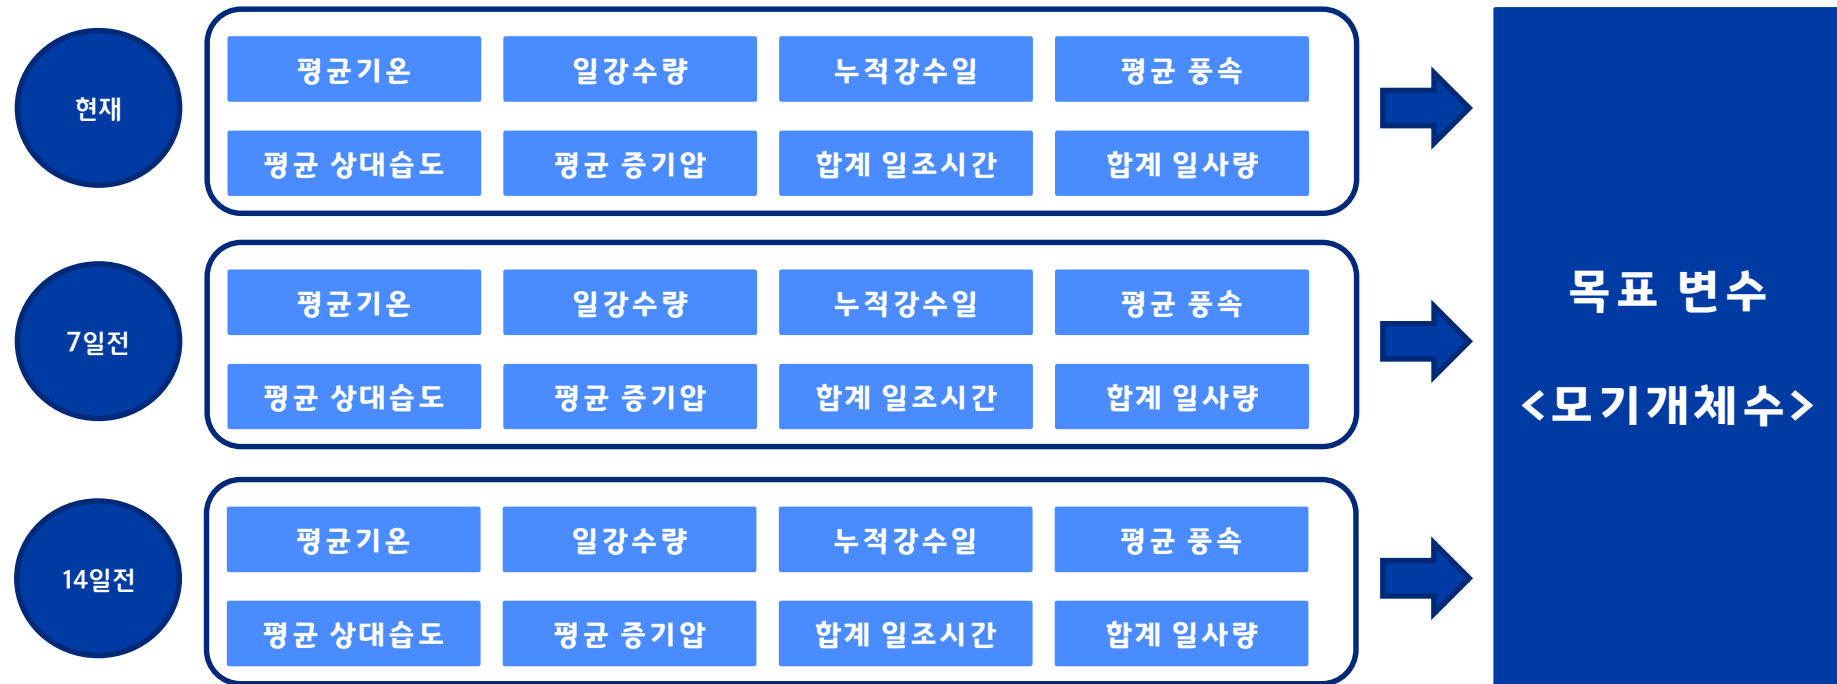 현재
평균기온
일강수량
누적강수일
평균 풍속
평균 상대습도
평균 증기압
합계 일조시간
합계 일사량
7일전
평균기온
일강수량
누적강수일
평균 풍속
평균 상대습도
평균 증기압
합계 일조시간
합계 일사량
14일전
평균기온
일강수량
누적강수일
평균 풍속
평균 상대습도
평균 증기압
합계 일조시간
합계 일사량
목표 변수
<모기개체수>